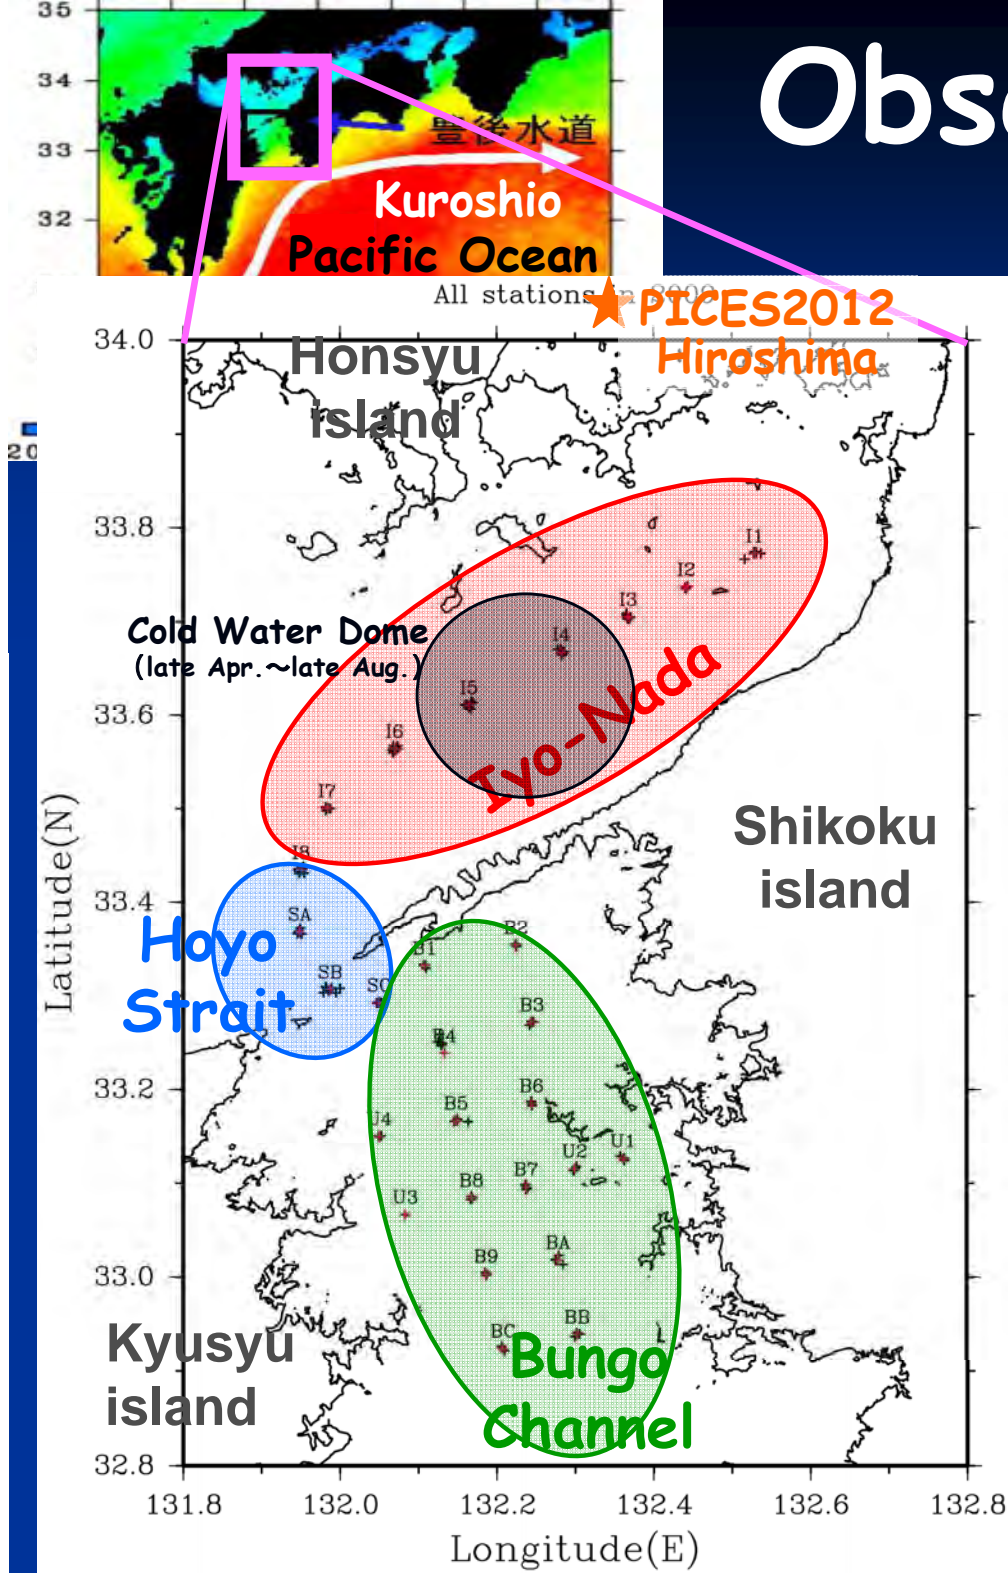 35
34
33
32
豊後水道
Kuroshio
Pacific Ocean
Obse
20
All stations in 2009
PICES2012
Hiroshima
34.0
33.8
33.6
33.4
33.2
33.0
32.8
Latitude(N)
Honsyu
island
I1
I2
I3
I4
I5
I6
I7
I8
Cold Water Dome
(late Apr.～late Aug.)
Iyo-Nada
Shikoku
island
SA
SB
SC
Hoyo
Strait
B1
B2
B3
B4
B5
B6
U4
U1
U2
B7
B8
U3
BA
B9
BB
BC
Bungo
Channel
Kyusyu
island
131.8
132.0
132.2
132.4
132.6
132.8
Longitude(E)